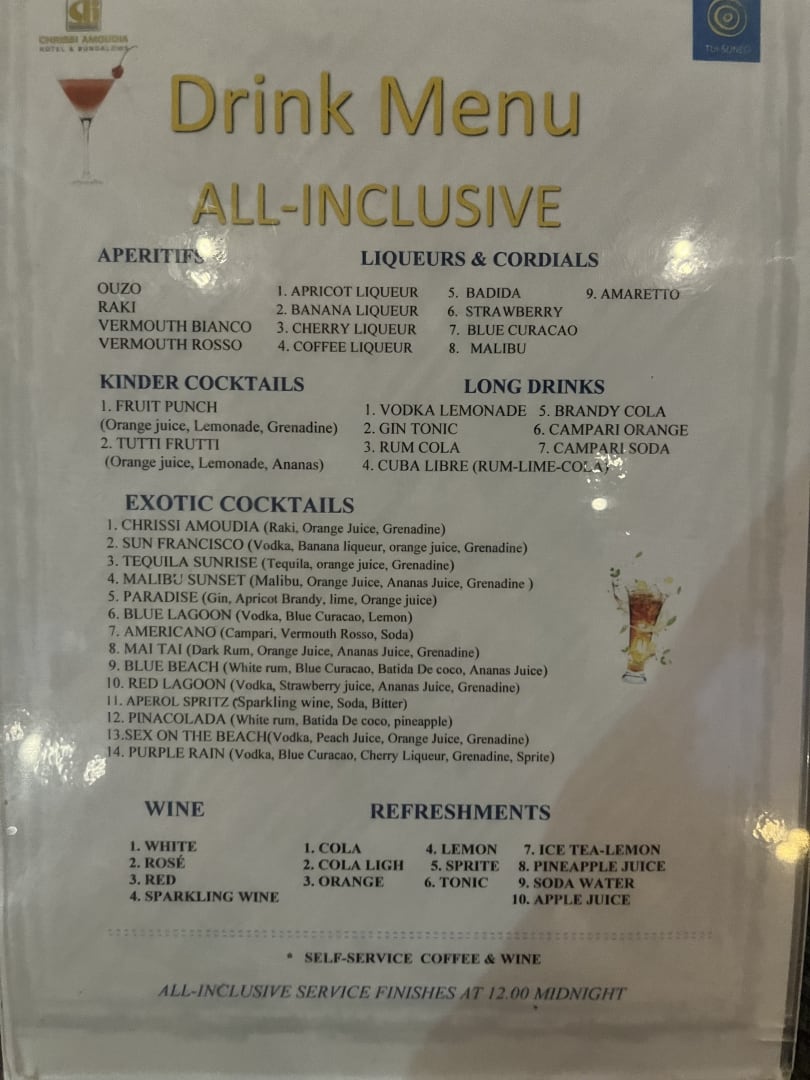 CHRISSI AMOUDIA
HOTEL & BUNGALOWS
Drink Menu
ALL-INCLUSIVE
APERITIFS
OUZO
RAKI
VERMOUTH BIANCO
VERMOUTH ROSSO
LIQUEURS & CORDIALS
1. APRICOT LIQUEUR
2. BANANA LIQUEUR
3. CHERRY LIQUEUR
4. COFFEE LIQUEUR
5. BADIDA
6. STRAWBERRY
7. BLUE CURACAO
8. MALIBU
9. AMARETTO
KINDER COCKTAILS
1. FRUIT PUNCH
(Orange juice, Lemonade, Grenadine)
2. TUTTI FRUTTI
(Orange juice, Lemonade, Ananas)
LONG DRINKS
1. VODKA LEMONADE
2. GIN TONIC
3. RUM COLA
4. CUBA LIBRE (RUM-LIME-COLA)
5. BRANDY COLA
6. CAMPARI ORANGE
7. CAMPARI SODA
EXOTIC COCKTAILS
1. CHRISSI AMOUDIA (Raki, Orange Juice, Grenadine)
2. SUN FRANCISCO (Vodka, Banana liqueur, orange juice, Grenadine)
3. TEQUILA SUNRISE (Tequila, orange juice, Grenadine)
4. MALIBU SUNSET (Malibu, Orange Juice, Ananas Juice, Grenadine )
5. PARADISE (Gin, Apricot Brandy, lime, Orange juice)
6. BLUE LAGOON (Vodka, Blue Curacao, Lemon)
7. AMERICANO (Campari, Vermouth Rosso, Soda)
8. MAI TAI (Dark Rum, Orange Juice, Ananas Juice, Grenadine)
9. BLUE BEACH (White rum, Blue Curacao, Batida De coco, Ananas Juice)
10. RED LAGOON (Vodka, Strawberry juice, Ananas Juice, Grenadine)
11. APEROL SPRITZ (Sparkling wine, Soda, Bitter)
12. PINACOLADA (White rum, Batida De coco, pineapple)
13.SEX ON THE BEACH(Vodka, Peach Juice, Orange Juice, Grenadine)
14. PURPLE RAIN (Vodka, Blue Curacao, Cherry Liqueur, Grenadine, Sprite)
WINE
1. WHITE
2. ROSÉ
3. RED
4. SPARKLING WINE
REFRESHMENTS
1. COLA
2. COLA LIGH
3. ORANGE
4. LEMON
5. SPRITE
6. TONIC
7. ICE TEA-LEMON
8. PINEAPPLE JUICE
9. SODA WATER
10. APPLE JUICE
* SELF-SERVICE COFFEE & WINE
ALL-INCLUSIVE SERVICE FINISHES AT 12.00 MIDNIGHT